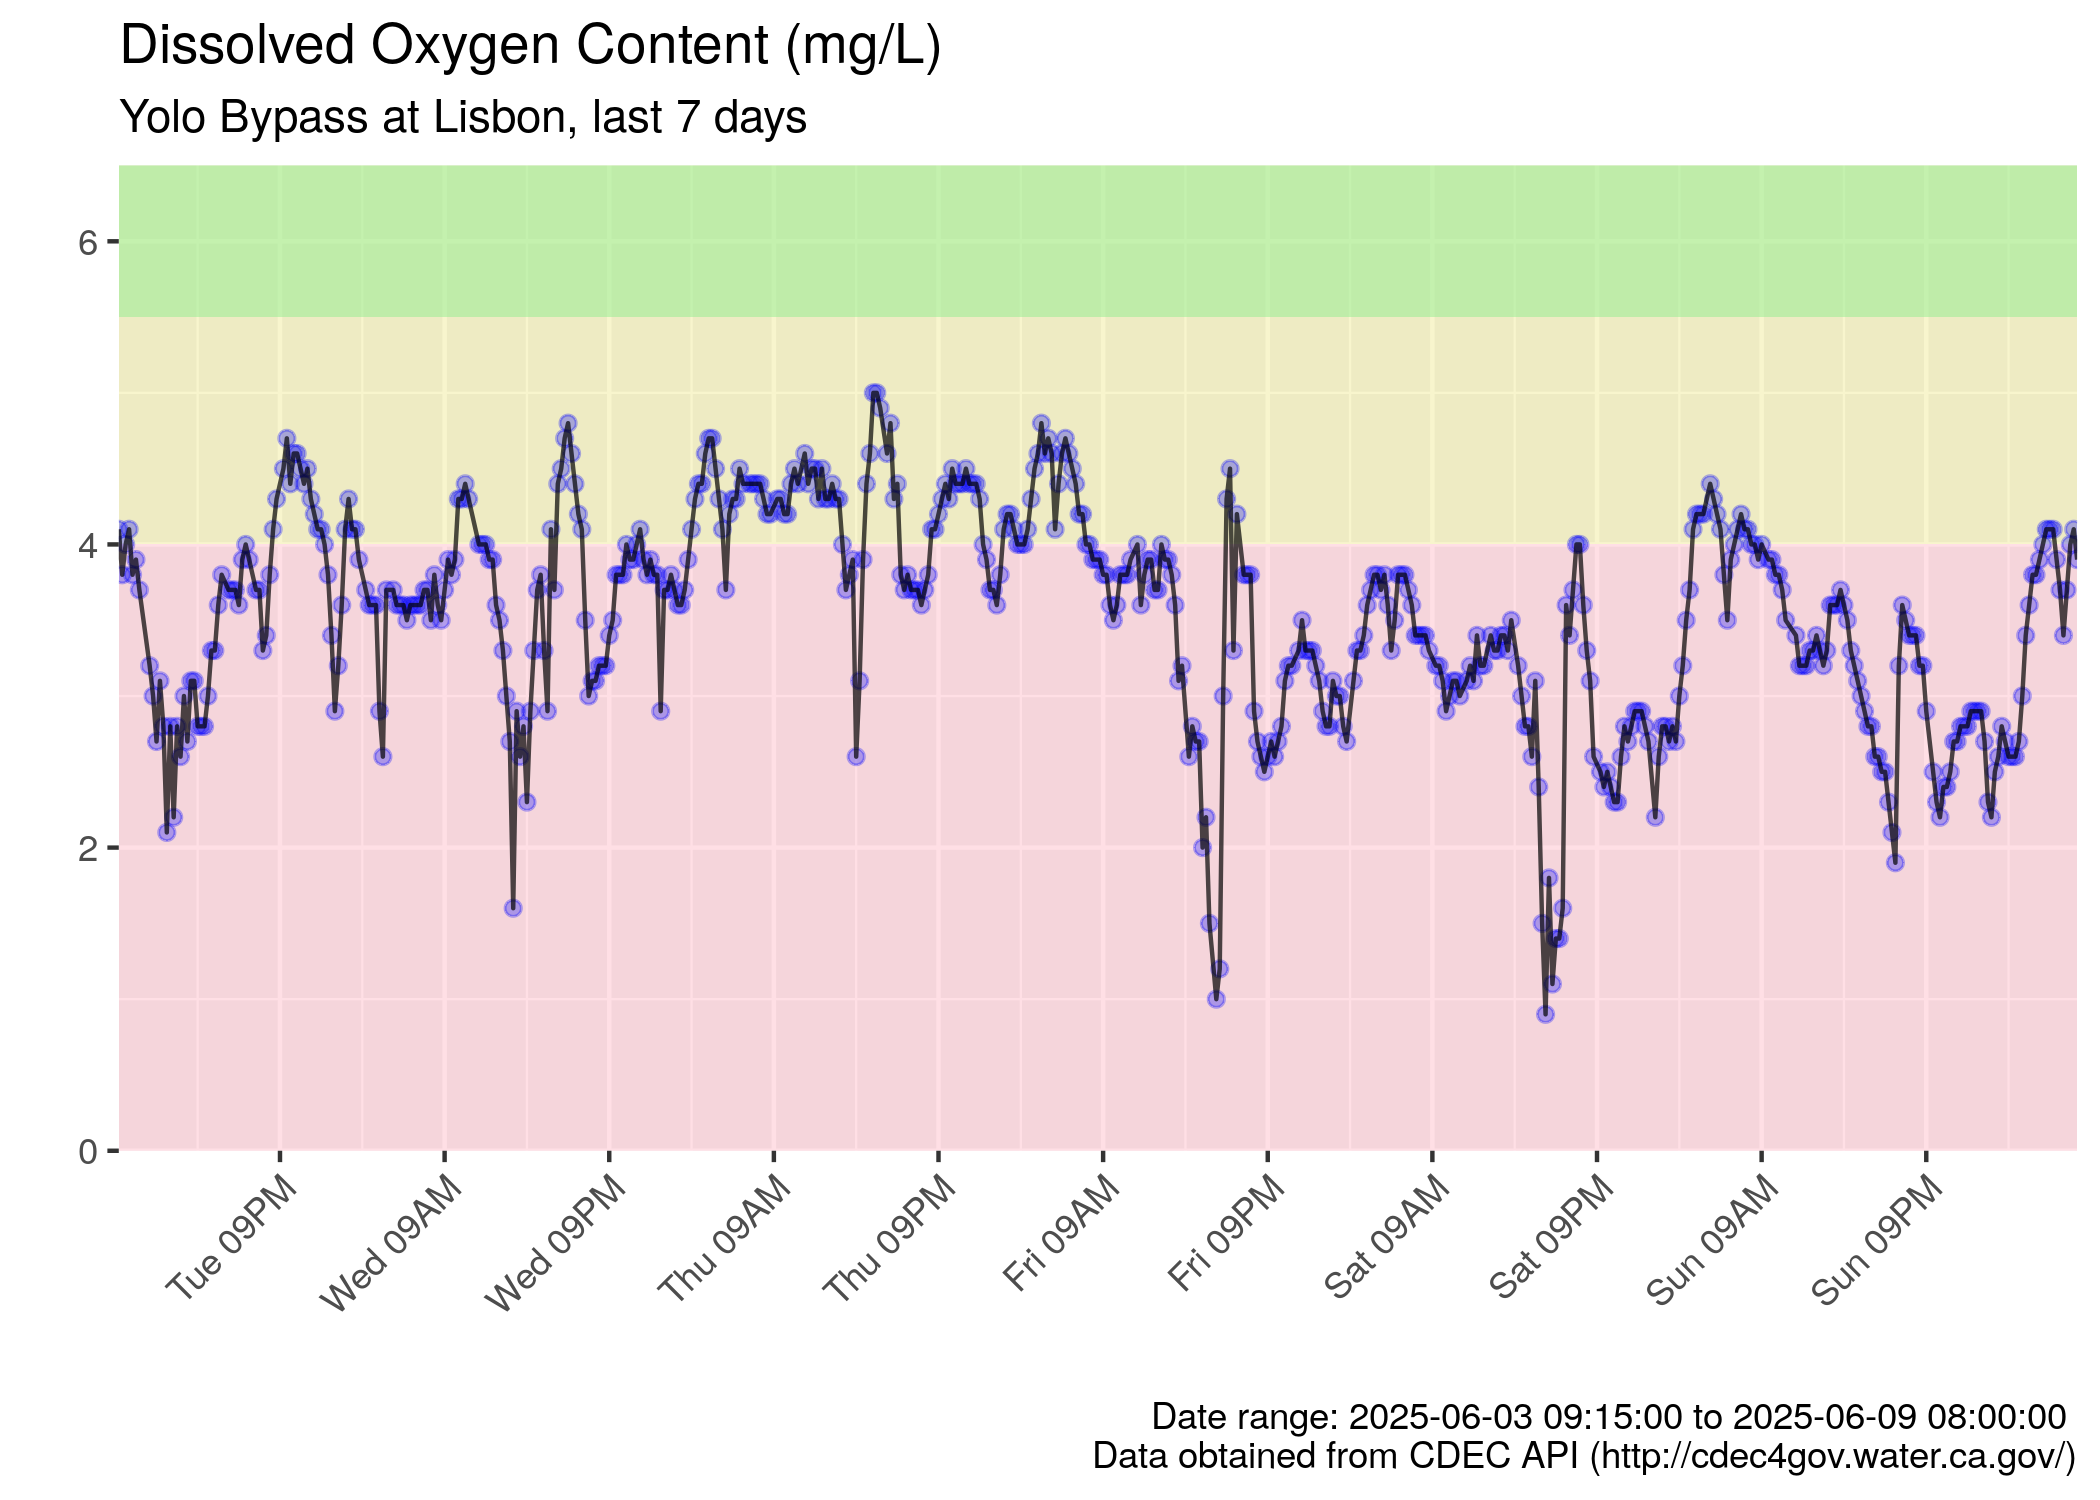 Dissolved Oxygen Content (mg/L)
Yolo Bypass at Lisbon, last 7 days
6
4
2
0
Tue 09PM
Wed 09AM
Wed 09PM
Thu 09AM
Thu 09PM
Fri 09AM
Fri 09PM
Sat 09AM
Sat 09PM
Sun 09AM
Sun 09PM
Date range: 2025-06-03 09:15:00 to 2025-06-09 08:00:00
Data obtained from CDEC API (http://cdec4gov.water.ca.gov/)